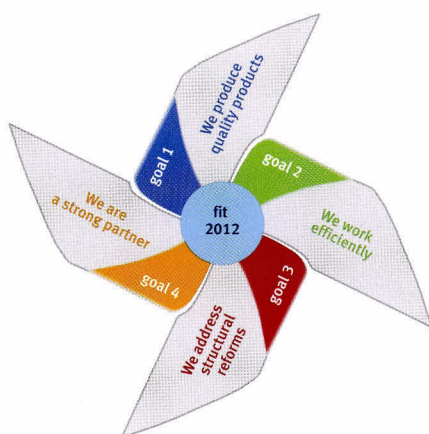 We produce
quality products
goal 1
goal 2
We work
efficiently
fit
2012
We are
a strong partner
goal 4
goal 3
We address
structural
reforms